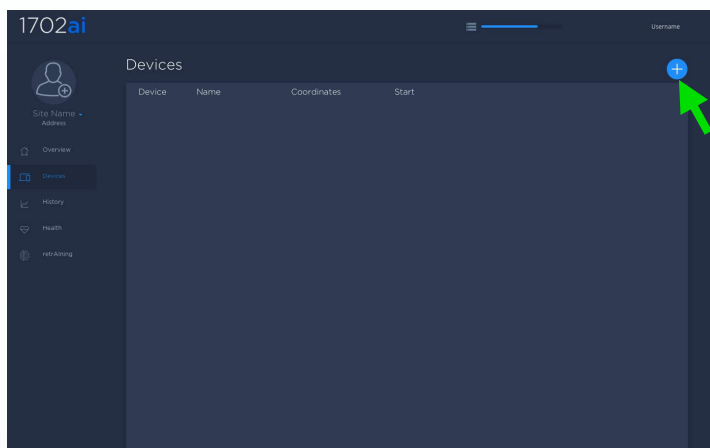 1702ai
Username
Devices
Device Name Coordinates Start
Site Name
Address
Overview
Devices
History
Health
retrAIning